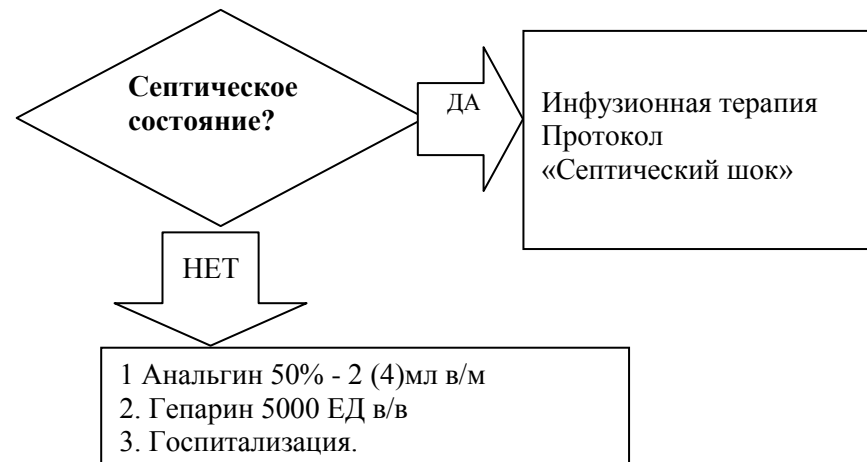 Септическое
состояние?
ДА
Инфузионная терапия
Протокол
«Септический шок»
НЕТ
1 Анальгин 50% - 2 (4)мл в/м
2. Гепарин 5000 ЕД в/в
3. Госпитализация.